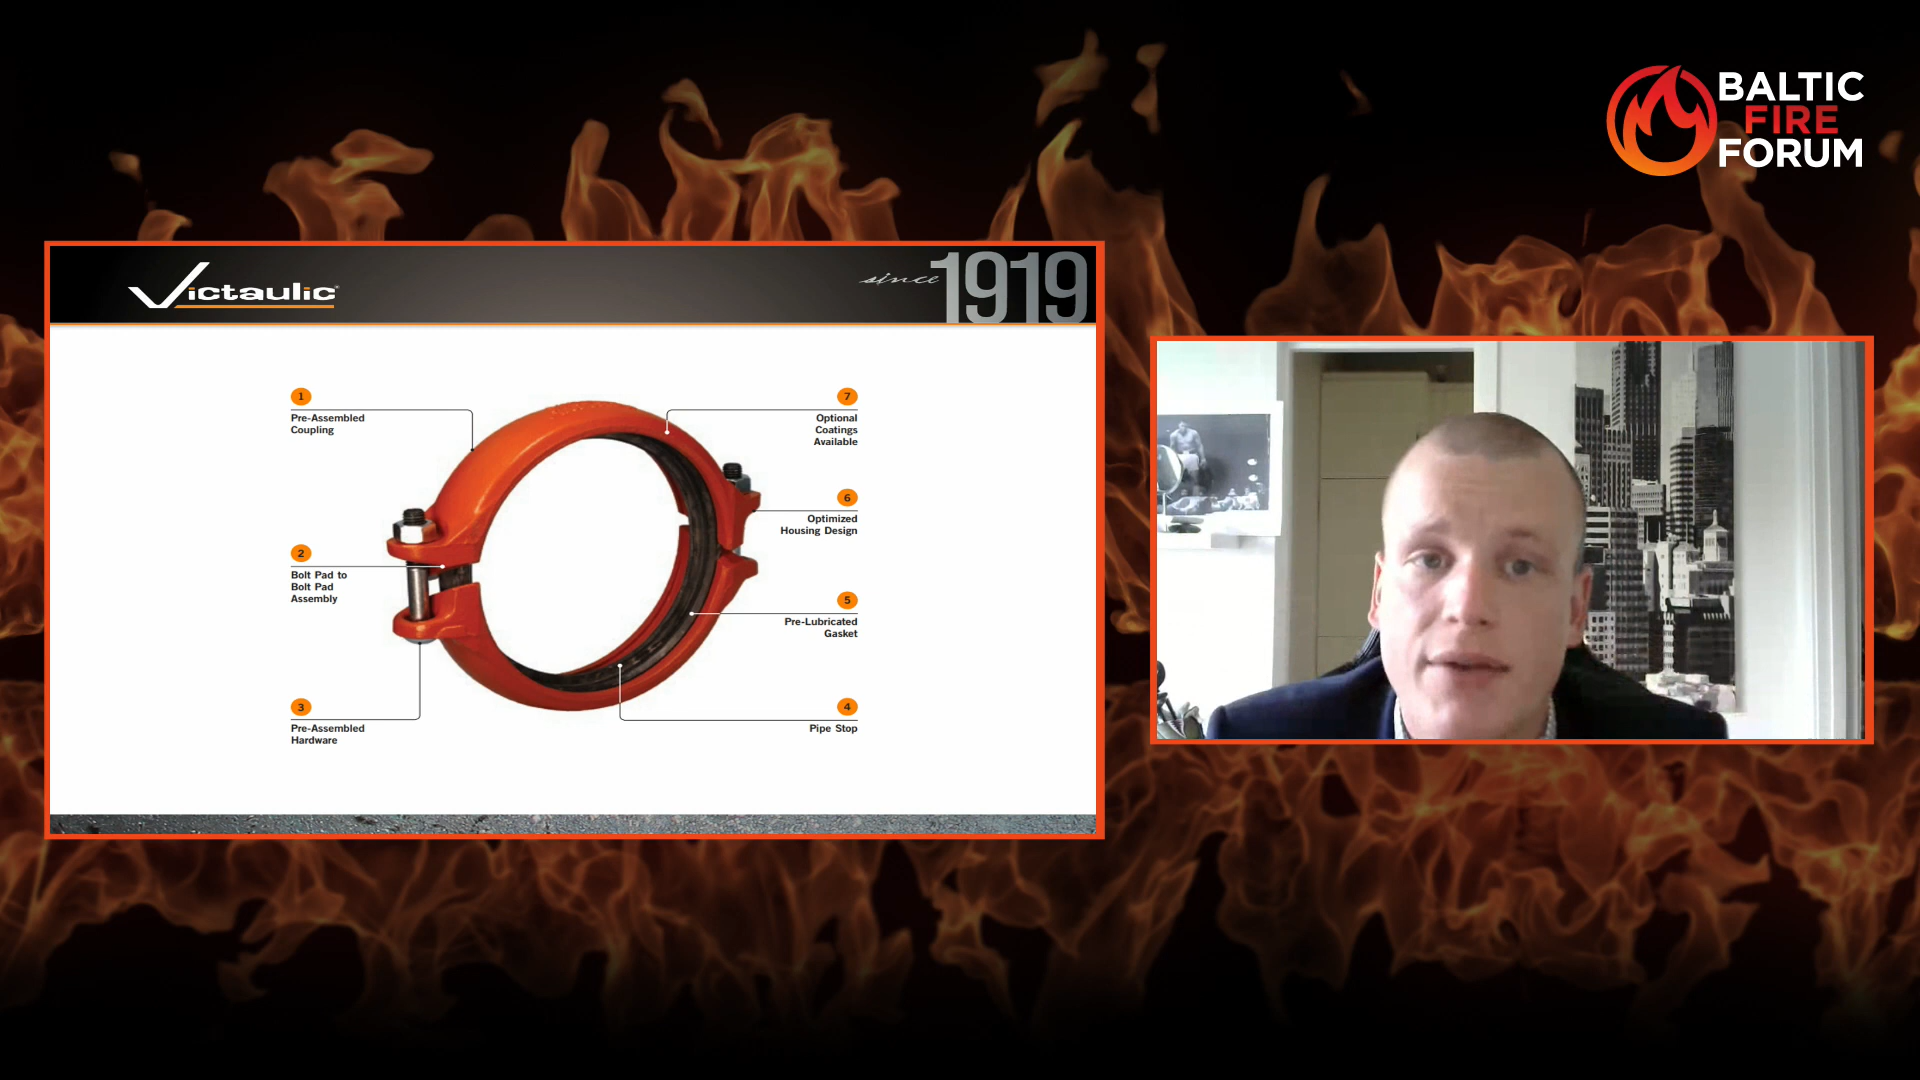 BALTIC
FIRE
FORUM
Victaulic
since 1919
1
Pre-Assembled
Coupling
2
Bolt Pad to
Bolt Pad
Assembly
3
Pre-Assembled
Hardware
7
Optional
Coatings
Available
6
Optimized
Housing Design
5
Pre-Lubricated
Gasket
4
Pipe Stop